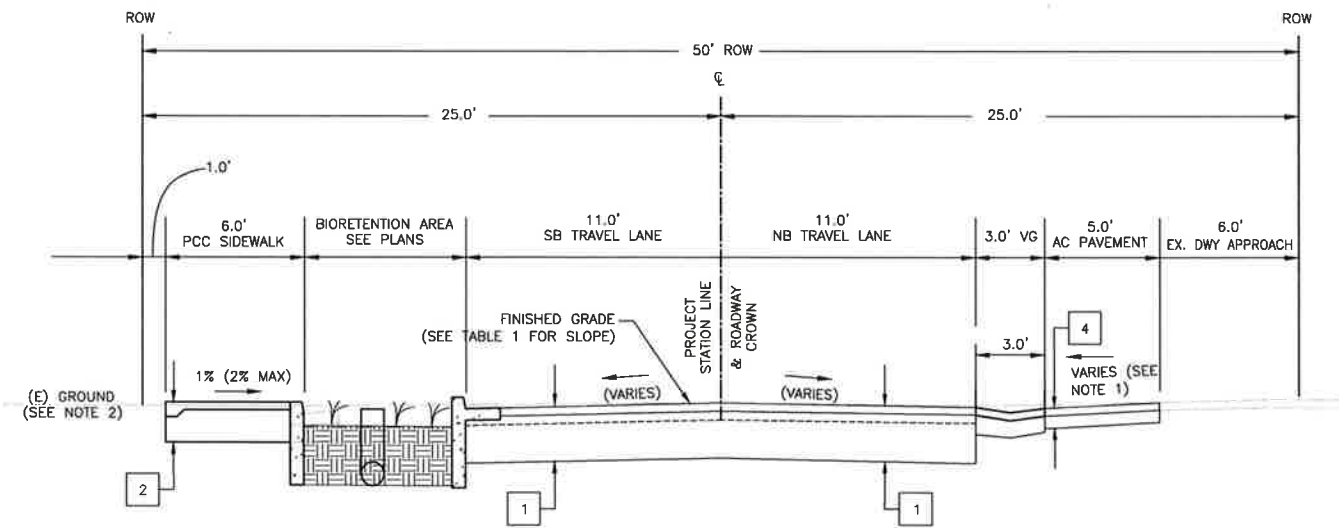 ROW
ROW
50' ROW
℄
25.0'
25.0'
1.0'
6.0'
PCC SIDEWALK
BIORETENTION AREA
SEE PLANS
11.0'
SB TRAVEL LANE
11.0'
NB TRAVEL LANE
3.0' VG
5.0'
AC PAVEMENT
6.0'
EX. DWY APPROACH
FINISHED GRADE
(SEE TABLE 1 FOR SLOPE)
PROJECT
STATION LINE
& ROADWAY
CROWN
4
3.0'
1% (2% MAX)
(VARIES)
(VARIES)
VARIES (SEE
NOTE 1)
(E) GROUND
(SEE NOTE 2)
2
1
1